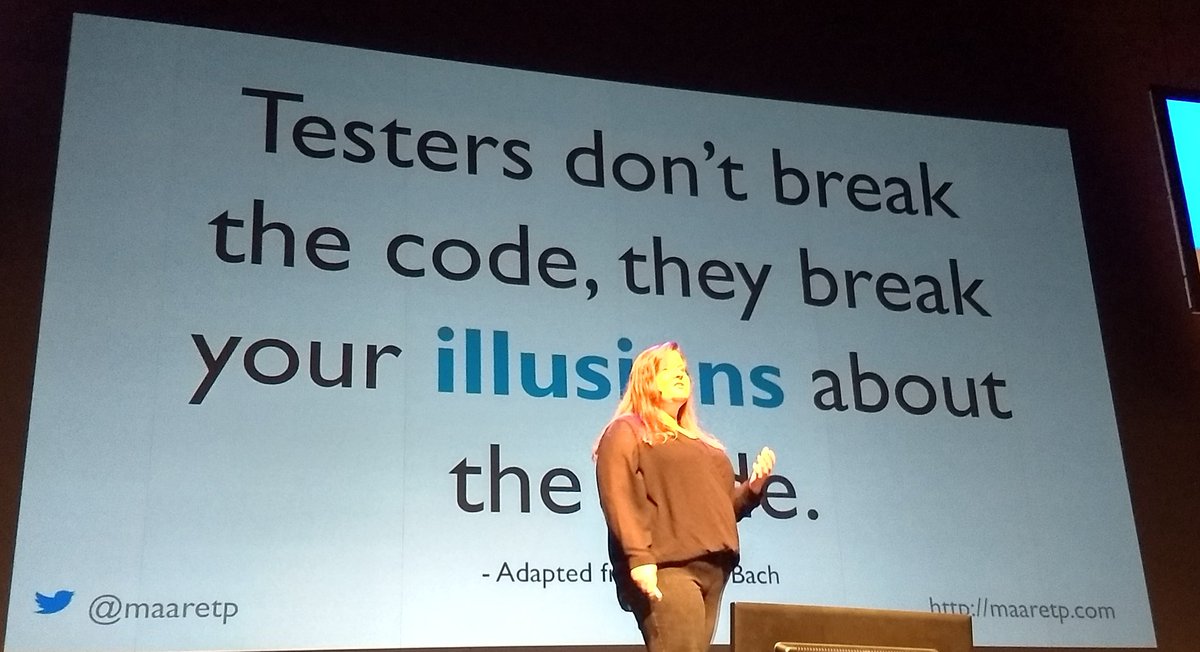 Testers don't break
the code, they break
your illusions about
the
- Adapted Bach
@maaretp
http://maaretp.com